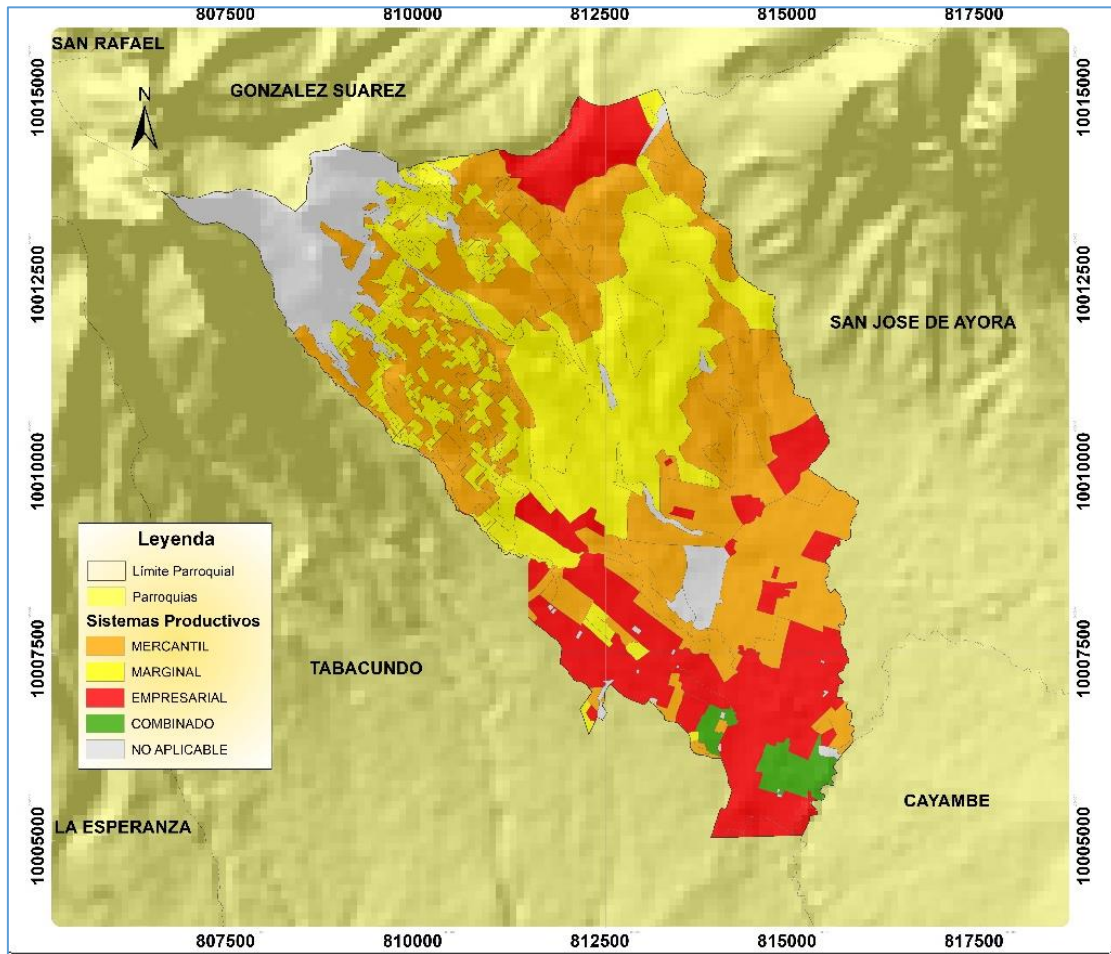 807500 810000 812500 815000 817500
SAN RAFAEL
GONZALEZ SUAREZ
N
10015000
10015000
10012500
10012500
SAN JOSE DE AYORA
10010000
10010000
Leyenda
Límite Parroquial
Parroquias
Sistemas Productivos
MERCANTIL
MARGINAL
EMPRESARIAL
COMBINADO
NO APLICABLE
TABACUNDO
10007500
10007500
CAYAMBE
LA ESPERANZA
10005000
10005000
807500 810000 812500 815000 817500